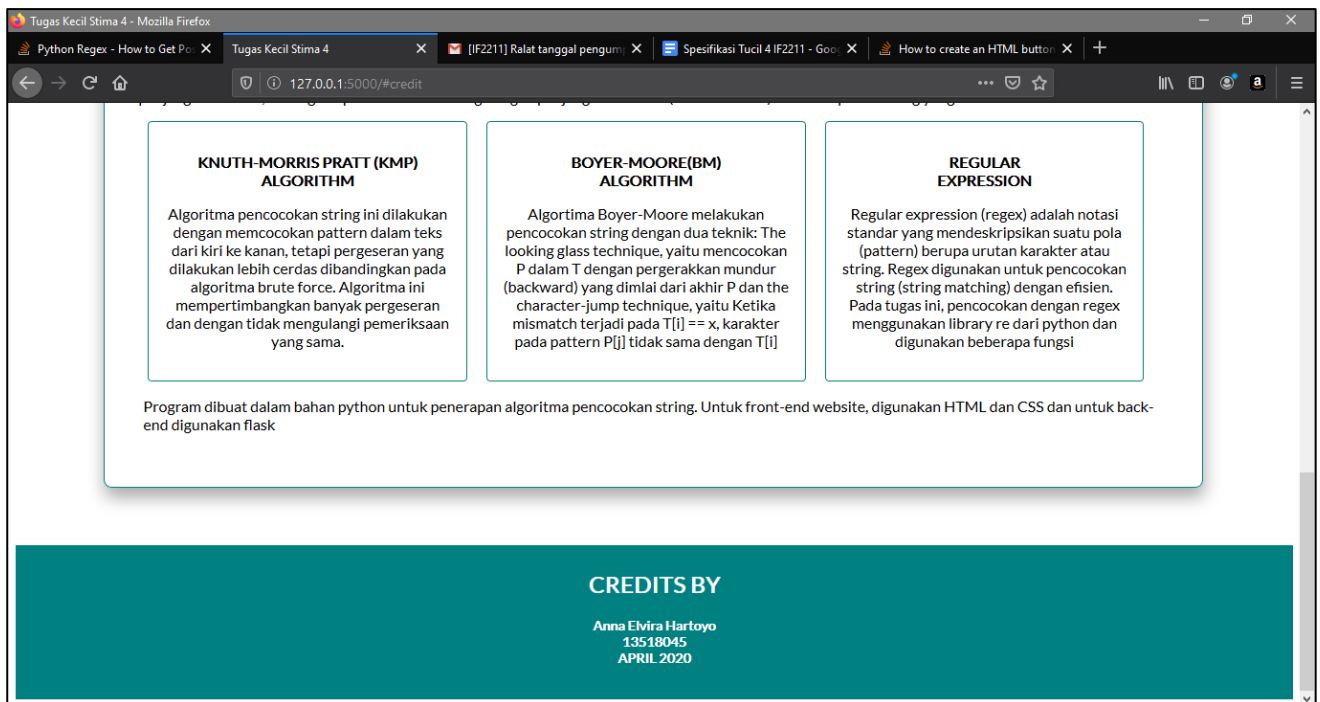 Tugas Kecil Stima 4 - Mozilla Firefox
Python Regex - How to Get Po
Tugas Kecil Stima 4
[IF2211] Ralat tanggal pengump
Spesifikasi Tucil 4 IF2211 - Goo
How to create an HTML button
127.0.0.1:5000/#credit
KNUTH-MORRIS PRATT (KMP)
ALGORITHM
Algoritma pencocokan string ini dilakukan
dengan memcocokan pattern dalam teks
dari kiri ke kanan, tetapi pergeseran yang
dilakukan lebih cerdas dibandingkan pada
algoritma brute force. Algoritma ini
mempertimbangkan banyak pergeseran
dan dengan tidak mengulangi pemeriksaan
yang sama.
BOYER-MOORE(BM)
ALGORITHM
Algortima Boyer-Moore melakukan
pencocokan string dengan dua teknik: The
looking glass technique, yaitu mencocokan
P dalam T dengan pergerakkan mundur
(backward) yang dimlai dari akhir P dan the
character-jump technique, yaitu Ketika
mismatch terjadi pada T[i] == x, karakter
pada pattern P[j] tidak sama dengan T[i]
REGULAR
EXPRESSION
Regular expression (regex) adalah notasi
standar yang mendeskripsikan suatu pola
(pattern) berupa urutan karakter atau
string. Regex digunakan untuk pencocokan
string (string matching) dengan efisien.
Pada tugas ini, pencocokan dengan regex
menggunakan library re dari python dan
digunakan beberapa fungsi
Program dibuat dalam bahan python untuk penerapan algoritma pencocokan string. Untuk front-end website, digunakan HTML dan CSS dan untuk back-
end digunakan flask
CREDITS BY
Anna Elvira Hartoyo
13518045
APRIL 2020